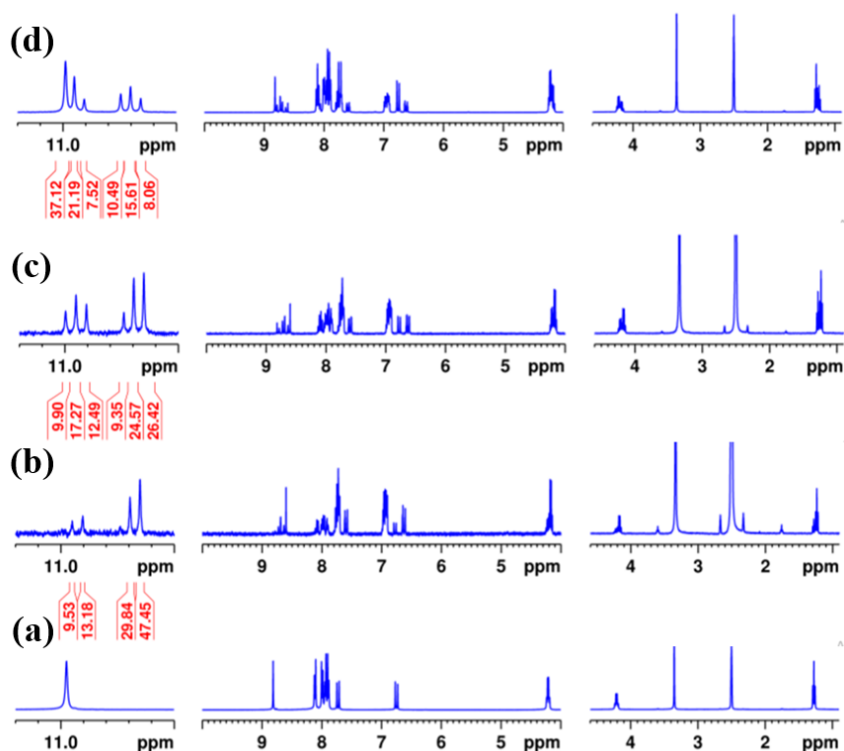 (d)
11.0 ppm 9 8 7 6 5 ppm 4 3 2 ppm
37.12 21.19 7.52 10.49 15.61 8.06
(c)
11.0 ppm 9 8 7 6 5 ppm 4 3 2 ppm
9.90 17.27 12.49 9.35 24.57 26.42
(b)
11.0 ppm 9 8 7 6 5 ppm 4 3 2 ppm
9.53 13.18 29.84 47.45
(a)
11.0 ppm 9 8 7 6 5 ppm 4 3 2 ppm